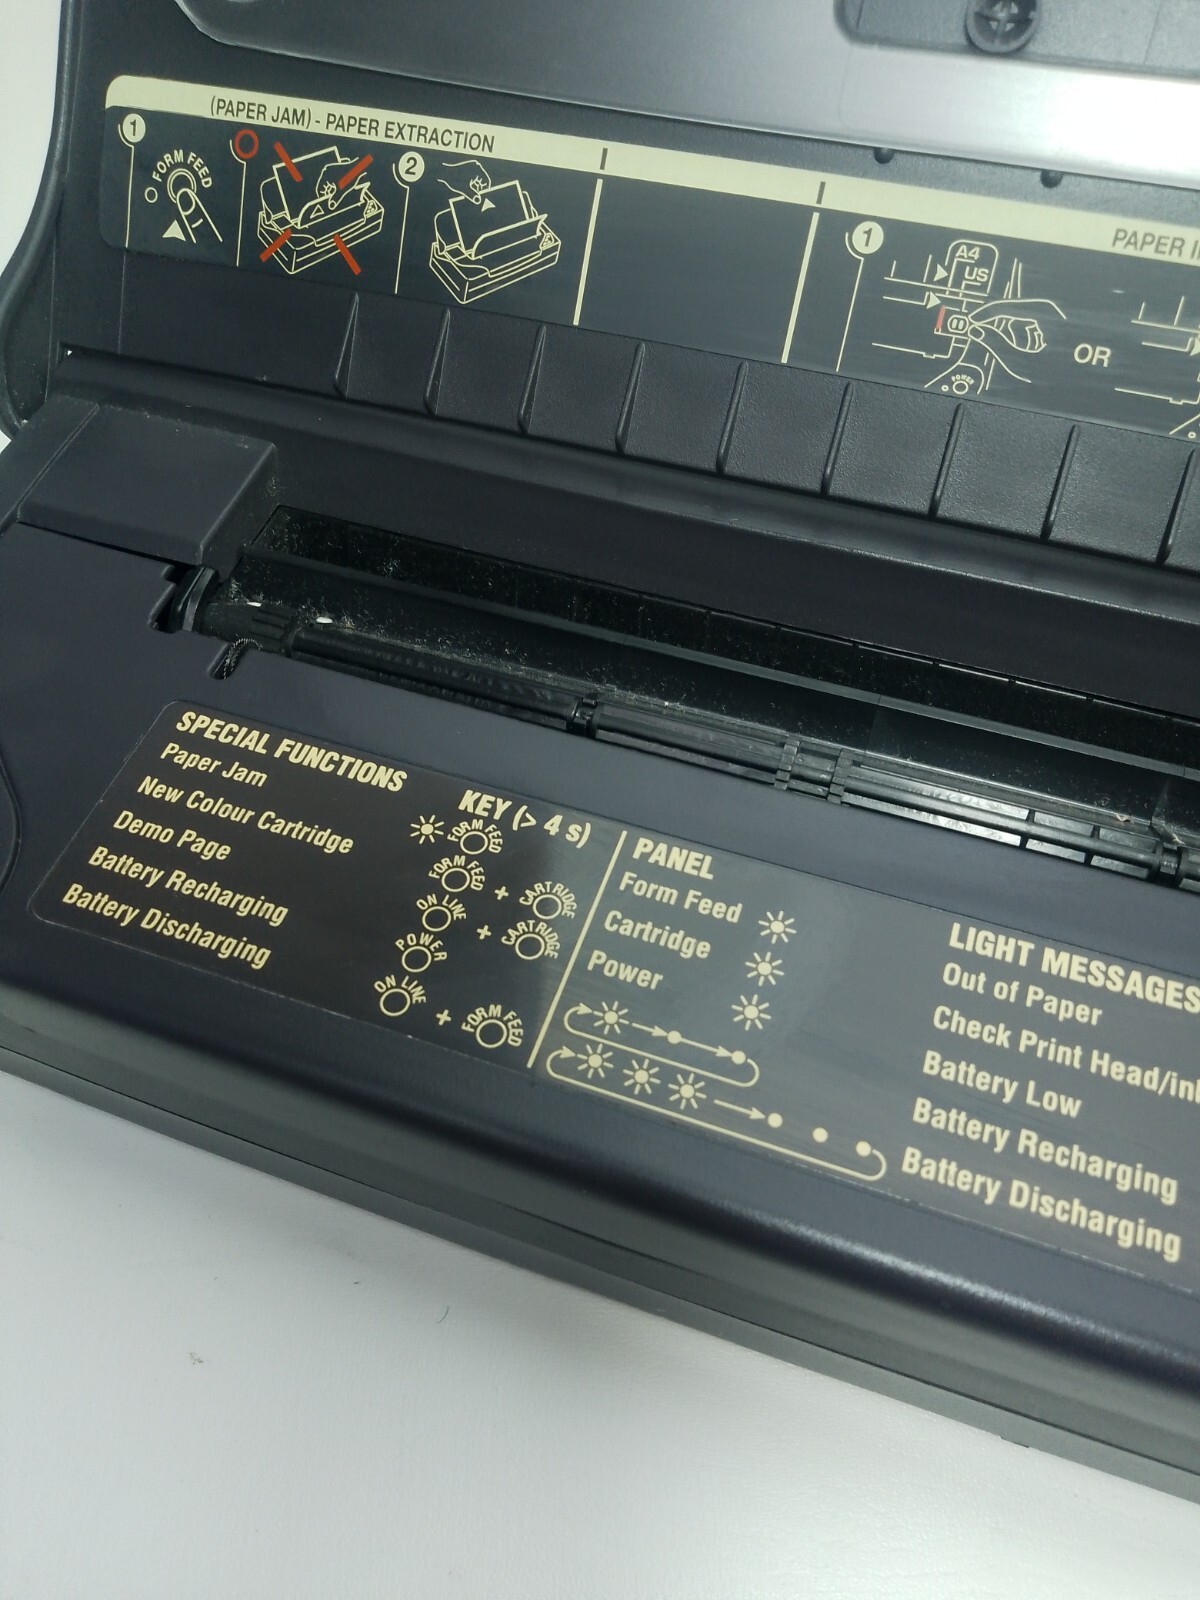 (PAPER JAM) - PAPER EXTRACTION
1
FORM FEED
2
PAPER
1
A4
US
POWER
OR
SPECIAL FUNCTIONS
KEY (> 4 s)
Paper Jam
FORM FEED
New Colour Cartridge
FORM FEED + CARTRIDGE
Demo Page
ON LINE + CARTRIDGE
Battery Recharging
POWER
Battery Discharging
ON LINE + FORM FEED
PANEL
Form Feed
Cartridge
Power
LIGHT MESSAGES
Out of Paper
Check Print Head/in
Battery Low
Battery Recharging
Battery Discharging